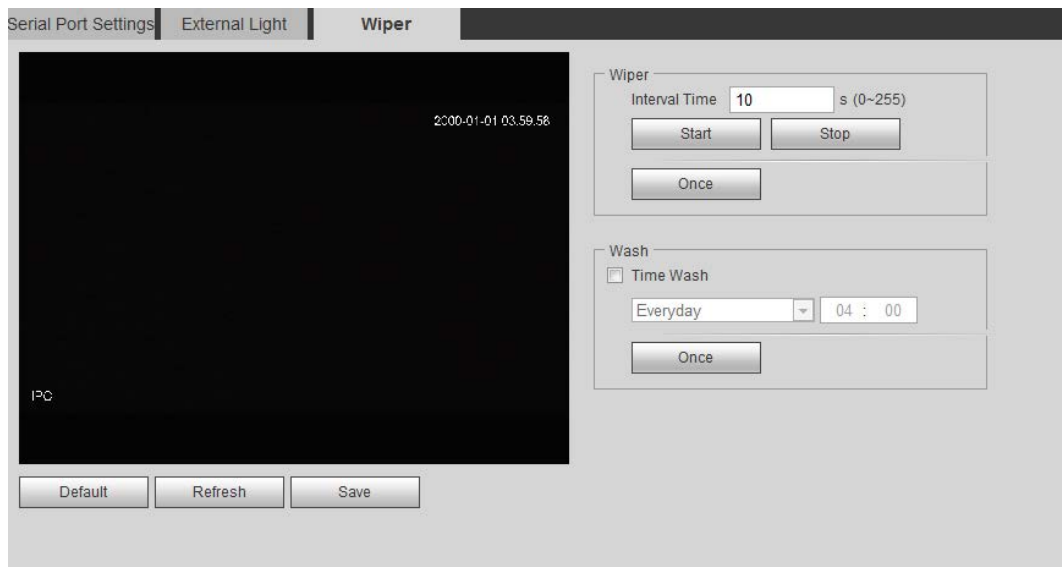 Serial Port Settings External Light Wiper
2000-01-01 03:59:58
IPC
Default Refresh Save
Wiper
Interval Time 10 s (0~255)
Start Stop
Once
Wash
Time Wash
Everyday 04 : 00
Once